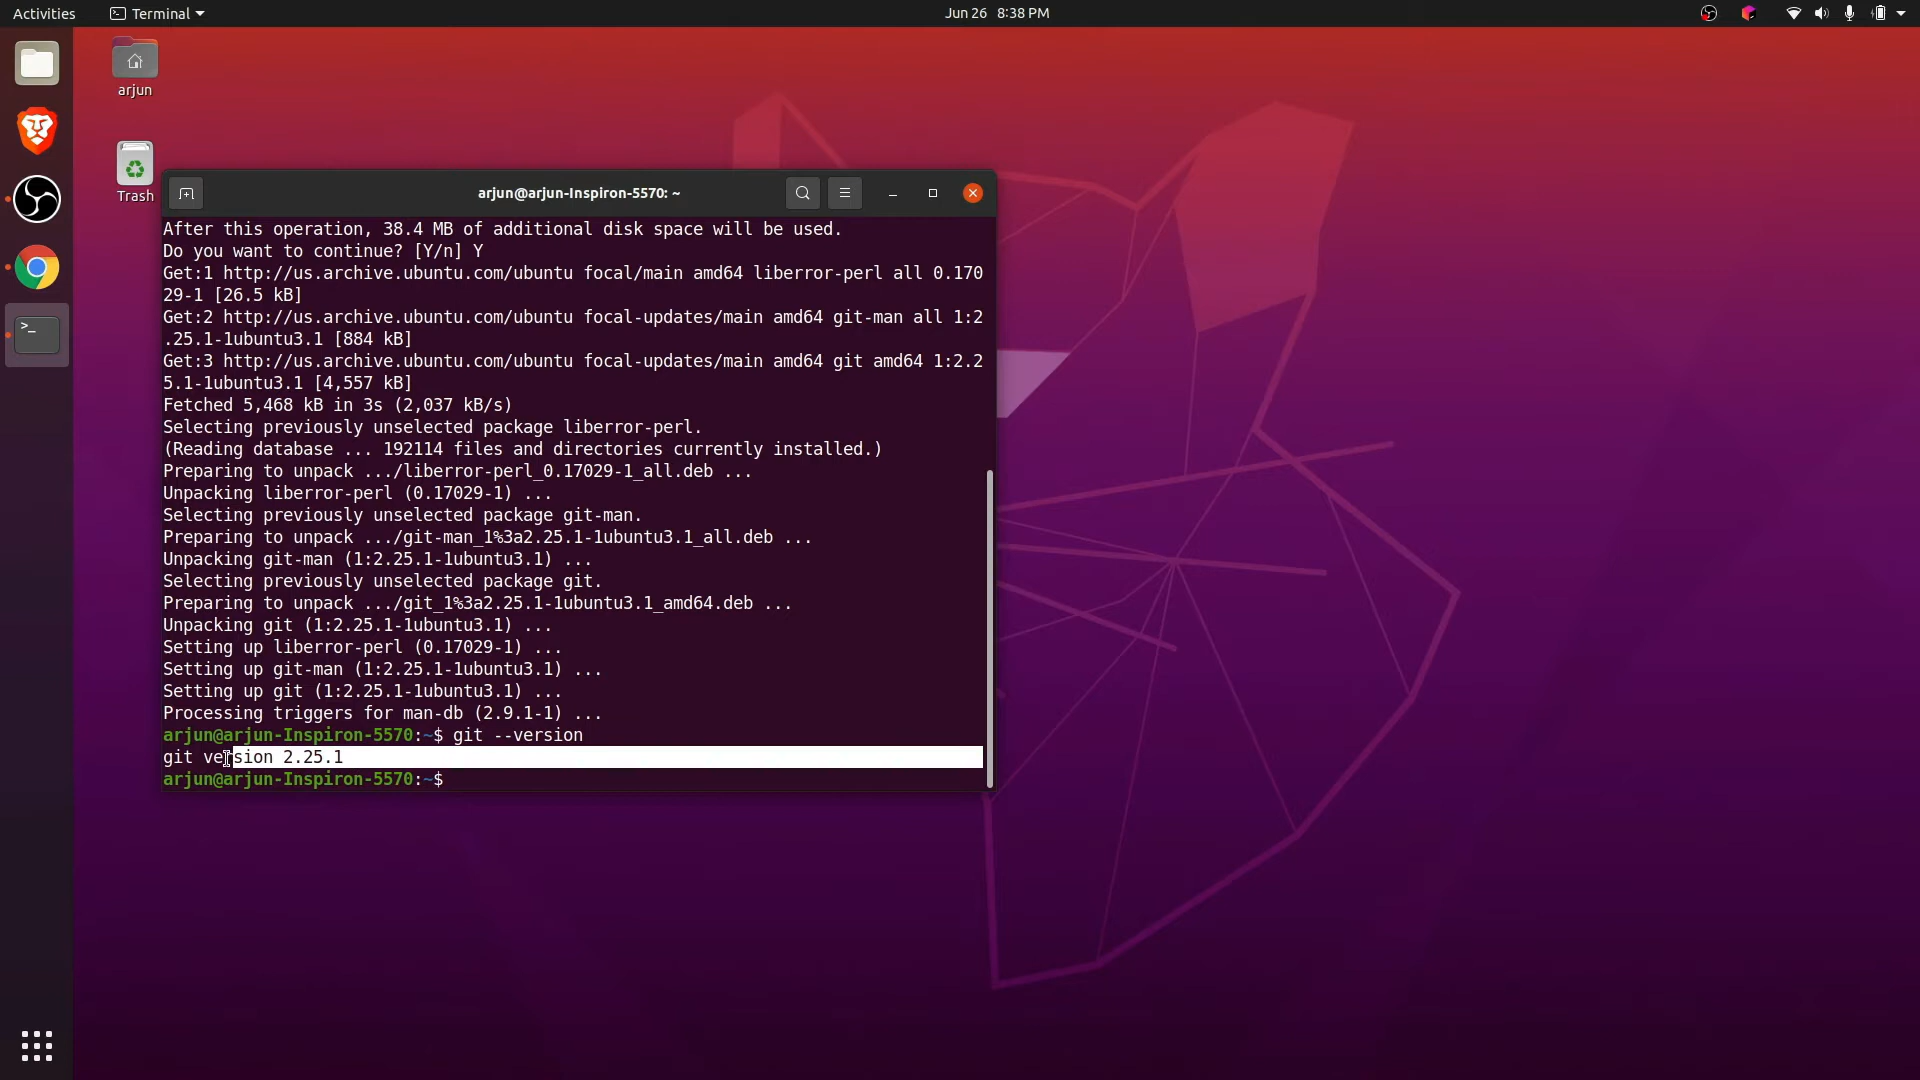 Activities
Terminal
Jun 26 8:38 PM
arjun
Trash
arjun@arjun-Inspiron-5570: ~
After this operation, 38.4 MB of additional disk space will be used.
Do you want to continue? [Y/n] Y
Get:1 http://us.archive.ubuntu.com/ubuntu focal/main amd64 liberror-perl all 0.170
29-1 [26.5 kB]
Get:2 http://us.archive.ubuntu.com/ubuntu focal-updates/main amd64 git-man all 1:2
.25.1-1ubuntu3.1 [884 kB]
Get:3 http://us.archive.ubuntu.com/ubuntu focal-updates/main amd64 git amd64 1:2.2
5.1-1ubuntu3.1 [4,557 kB]
Fetched 5,468 kB in 3s (2,037 kB/s)
Selecting previously unselected package liberror-perl.
(Reading database ... 192114 files and directories currently installed.)
Preparing to unpack .../liberror-perl_0.17029-1_all.deb ...
Unpacking liberror-perl (0.17029-1) ...
Selecting previously unselected package git-man.
Preparing to unpack .../git-man_1%3a2.25.1-1ubuntu3.1_all.deb ...
Unpacking git-man (1:2.25.1-1ubuntu3.1) ...
Selecting previously unselected package git.
Preparing to unpack .../git_1%3a2.25.1-1ubuntu3.1_amd64.deb ...
Unpacking git (1:2.25.1-1ubuntu3.1) ...
Setting up liberror-perl (0.17029-1) ...
Setting up git-man (1:2.25.1-1ubuntu3.1) ...
Setting up git (1:2.25.1-1ubuntu3.1) ...
Processing triggers for man-db (2.9.1-1) ...
arjun@arjun-Inspiron-5570:~$ git --version
git version 2.25.1
arjun@arjun-Inspiron-5570:~$